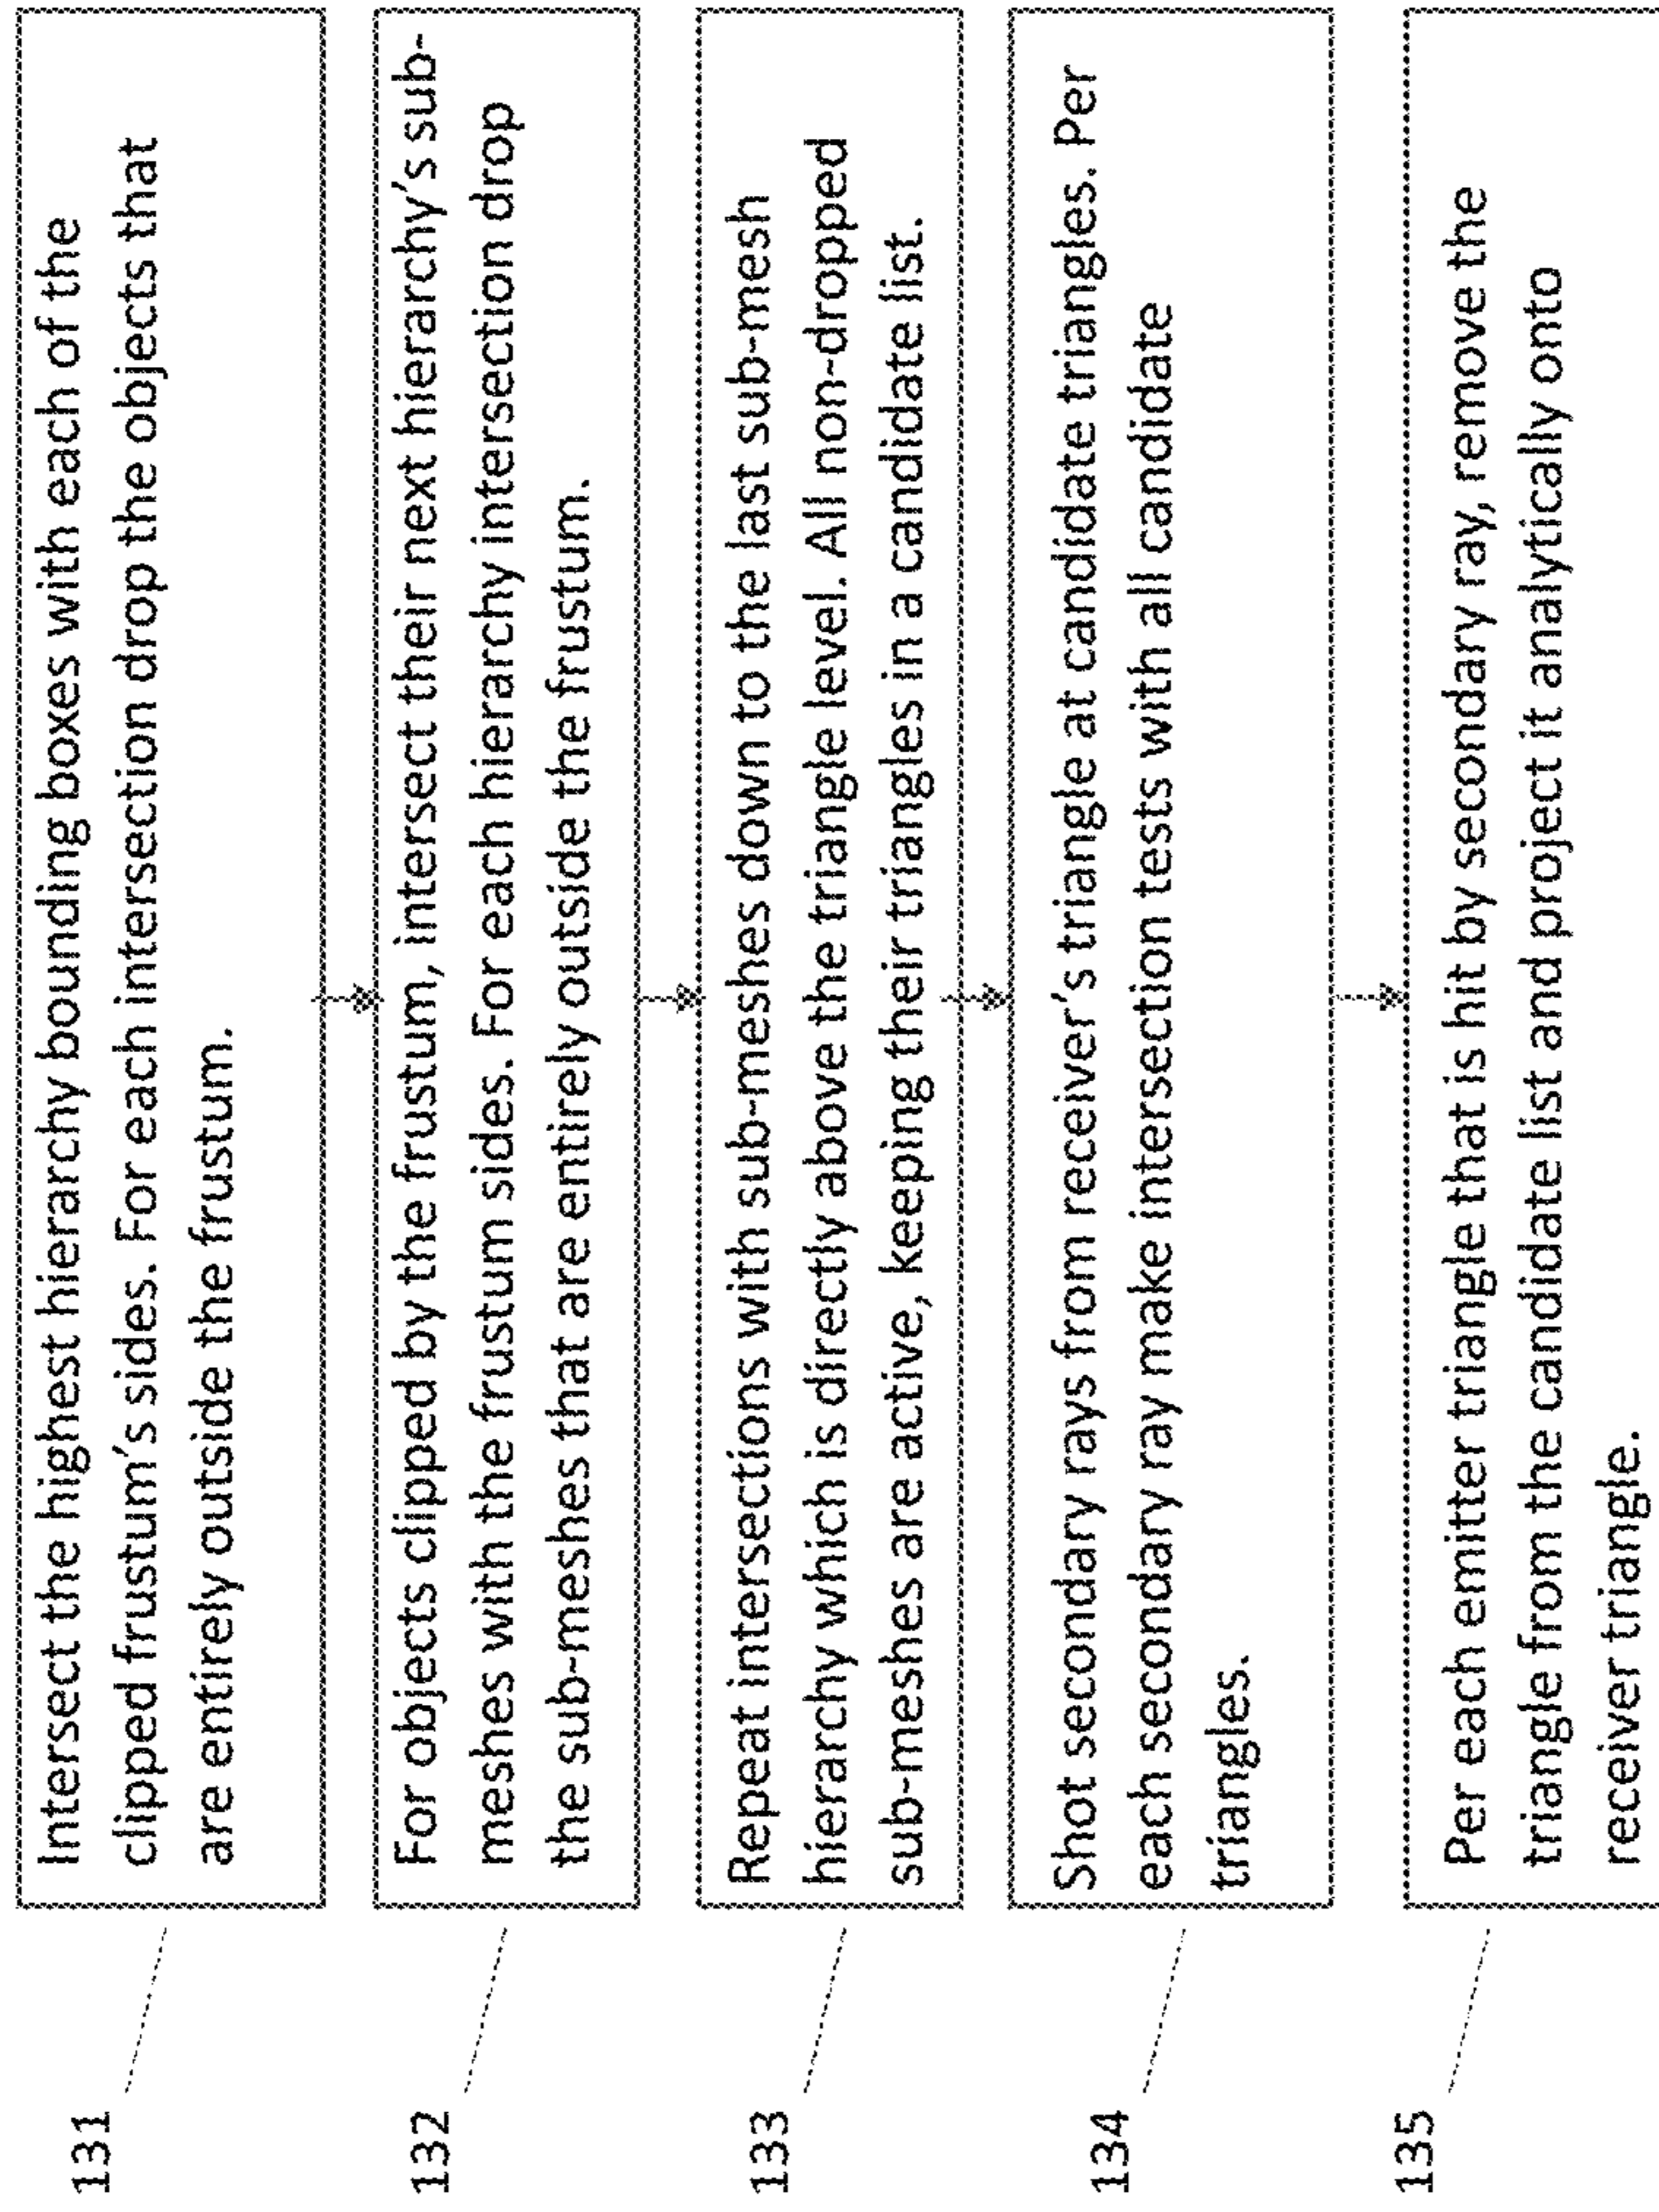 131
Intersect the highest hierarchy bounding boxes with each of the
clipped frustum's sides. For each intersection drop the objects that
are entirely outside the frustum.
132
For objects clipped by the frustum, intersect their next hierarchy's sub-
meshes with the frustum sides. For each hierarchy intersection drop
the sub-meshes that are entirely outside the frustum.
133
Repeat intersections with sub-meshes down to the last sub-mesh
hierarchy which is directly above the triangle level. All non-dropped
sub-meshes are active, keeping their triangles in a candidate list.
134
Shot secondary rays from receiver's triangle at candidate triangles. Per
each secondary ray make intersection tests with all candidate
triangles.
135
Per each emitter triangle that is hit by secondary ray, remove the
triangle from the candidate list and project it analytically onto
receiver triangle.